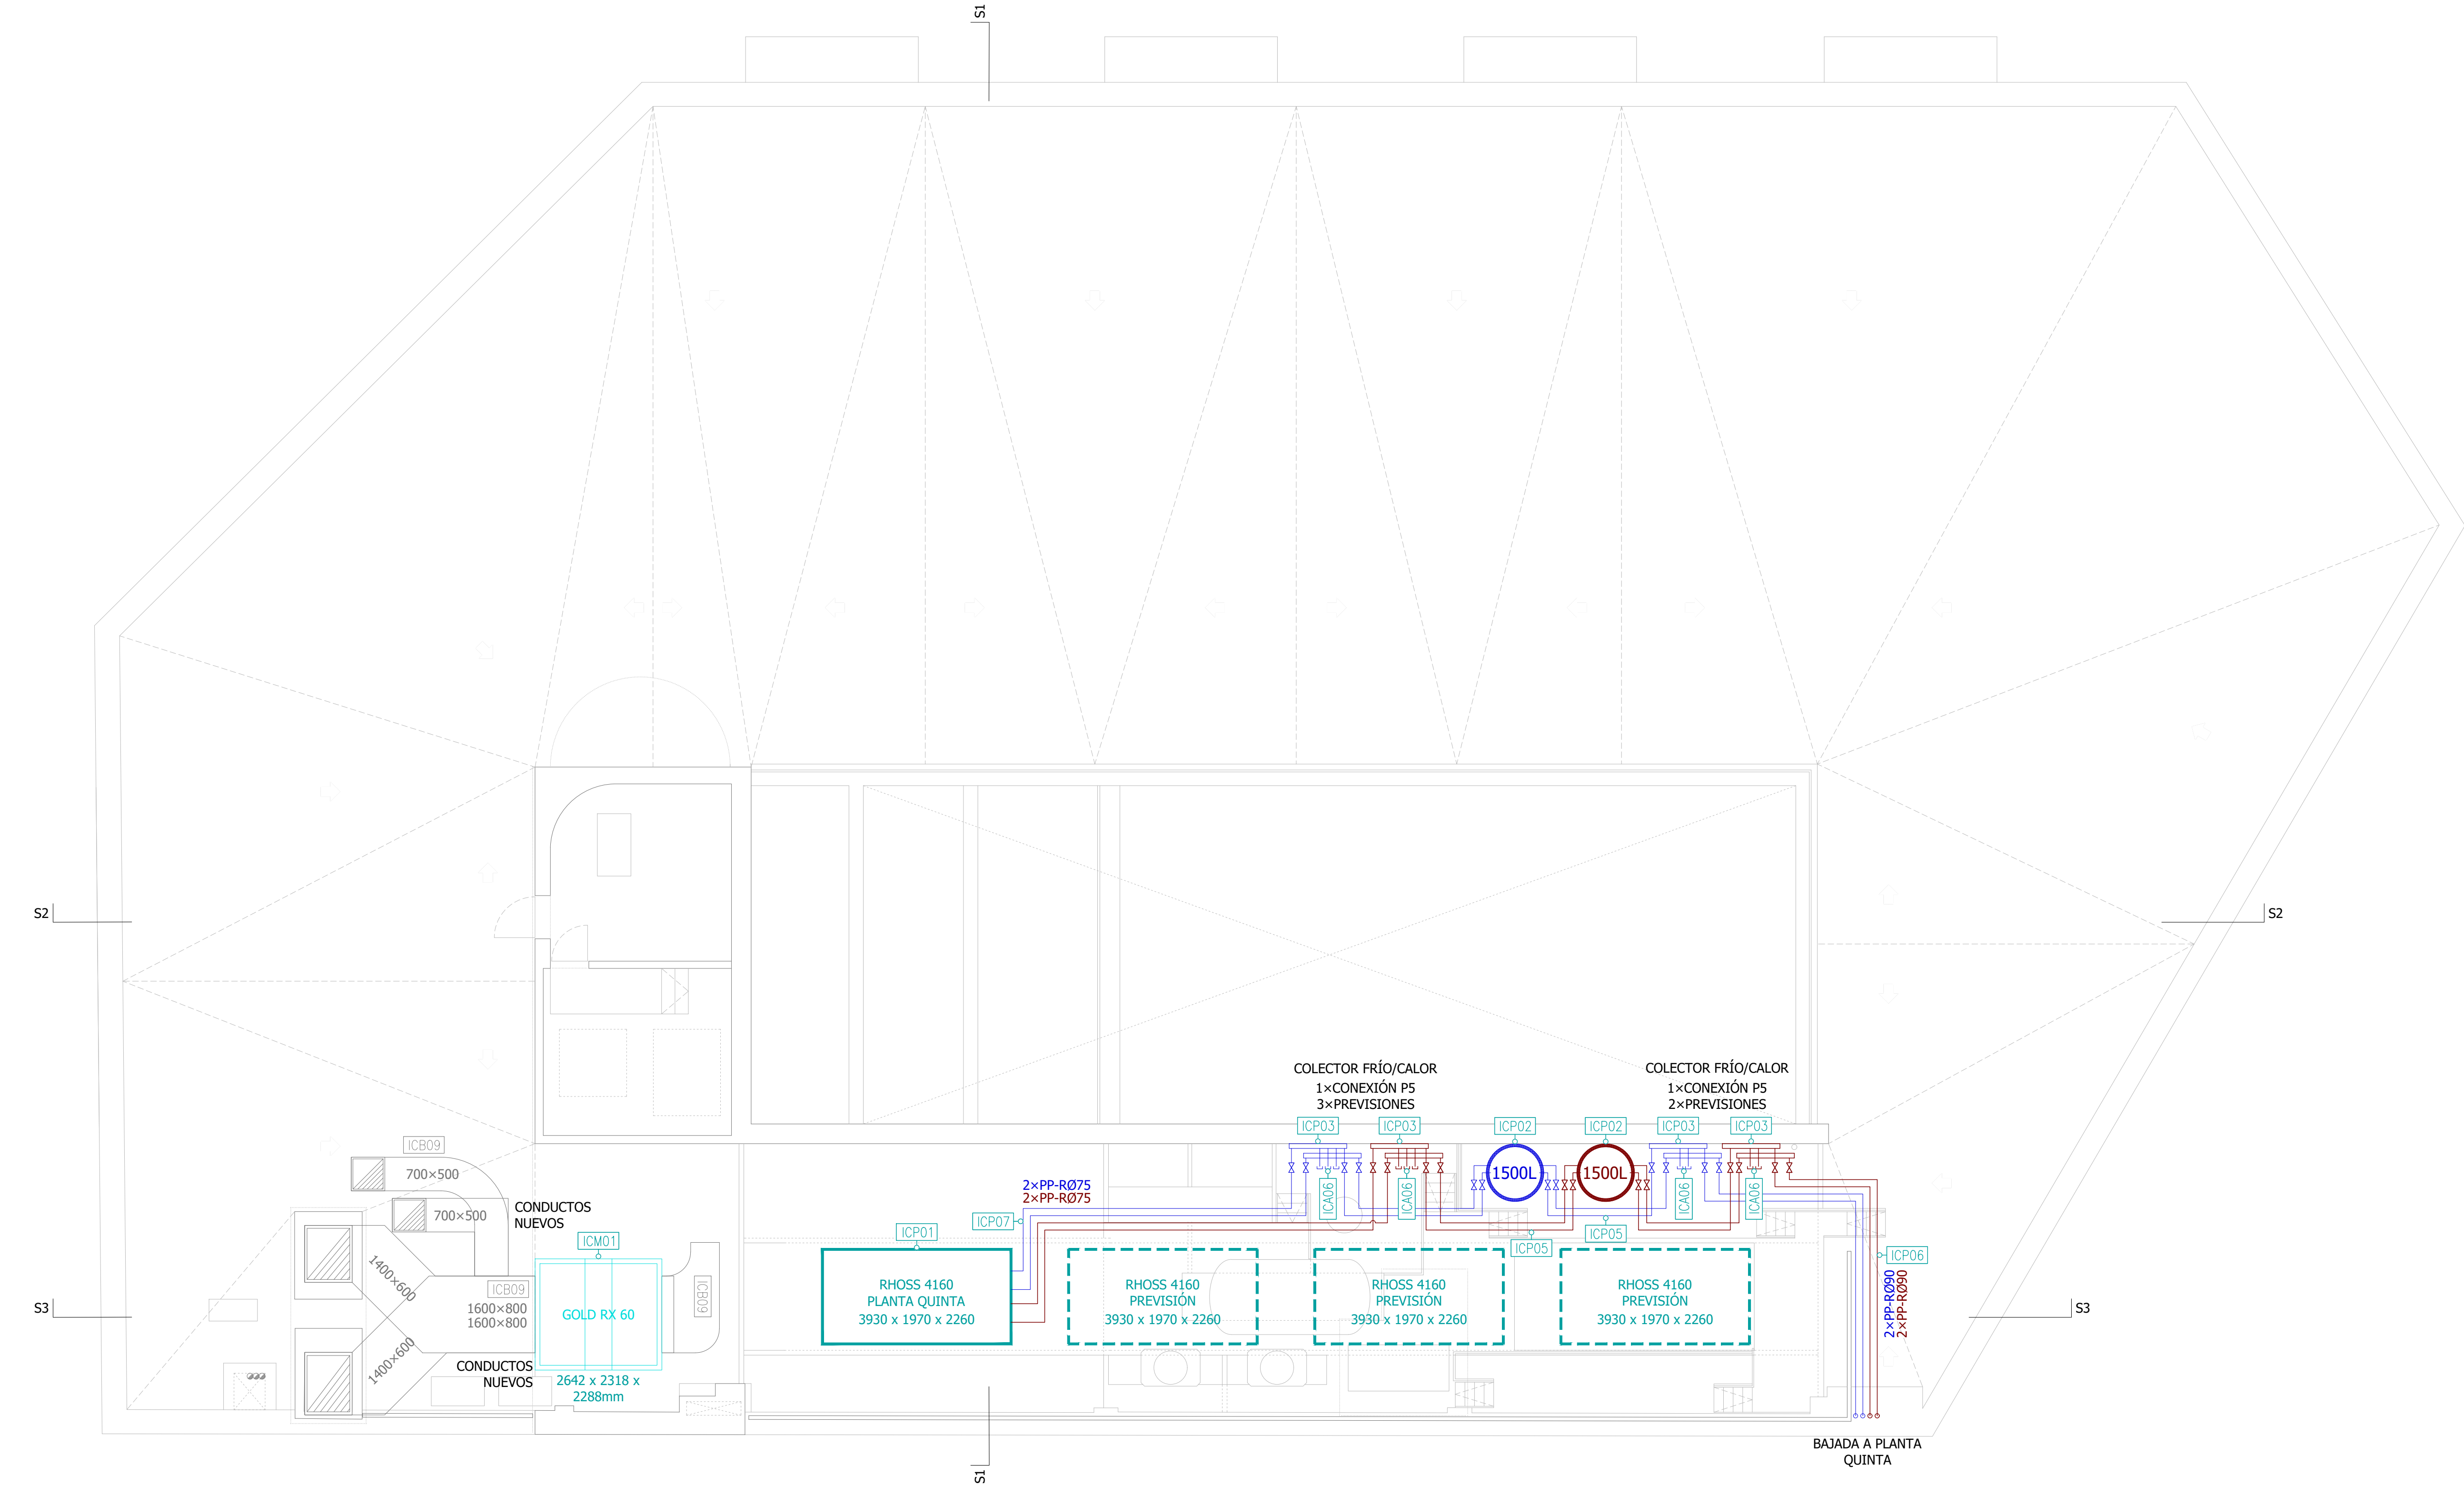 S1
S2
S2
COLECTOR FRÍO/CALOR
1×CONEXIÓN P5
3×PREVISIONES
COLECTOR FRÍO/CALOR
1×CONEXIÓN P5
2×PREVISIONES
ICP03
ICP03
ICP02
ICP02
ICP03
ICP03
1500L
1500L
ICA06
ICA06
ICA06
ICA06
ICB09
700×500
700×500
CONDUCTOS
NUEVOS
2×PP-RØ75
2×PP-RØ75
ICP07
ICP01
ICM01
ICP05
ICP05
ICP06
1400×600
ICB09
1600×800
1600×800
GOLD RX 60
ICB09
RHOSS 4160
PLANTA QUINTA
3930 x 1970 x 2260
RHOSS 4160
PREVISIÓN
3930 x 1970 x 2260
RHOSS 4160
PREVISIÓN
3930 x 1970 x 2260
RHOSS 4160
PREVISIÓN
3930 x 1970 x 2260
2×PP-RØ90
2×PP-RØ90
S3
S3
1400×600
CONDUCTOS
NUEVOS
2642 x 2318 x
2288mm
BAJADA A PLANTA
QUINTA
S1